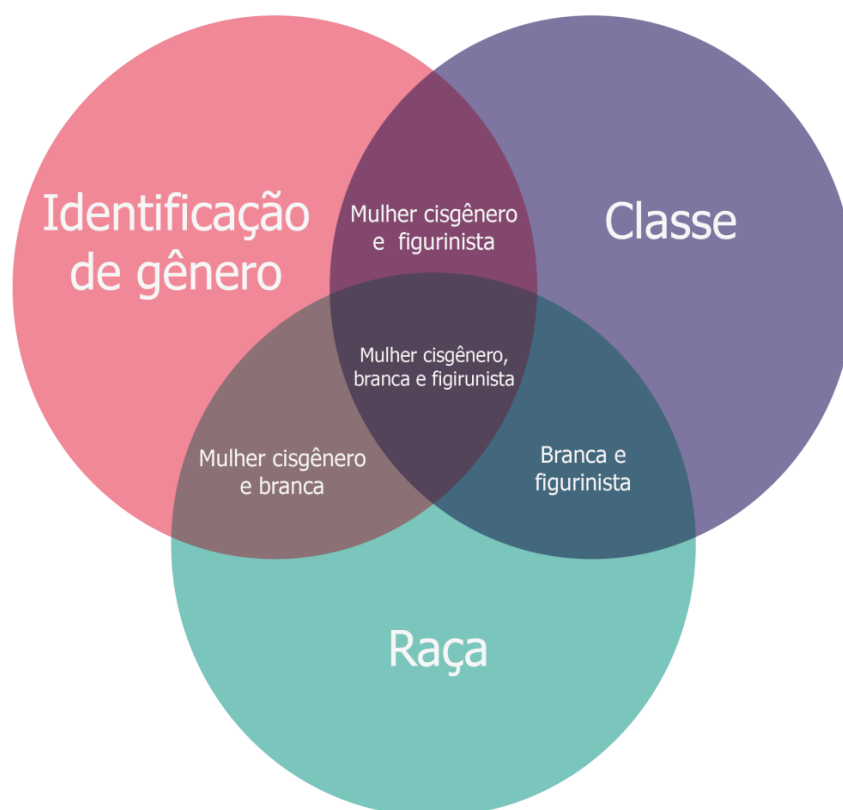 Identificação
de gênero
Mulher cisgênero
e figurinista
Classe
Mulher cisgênero,
branca e figirunista
Mulher cisgênero
e branca
Branca e
figurinista
Raça